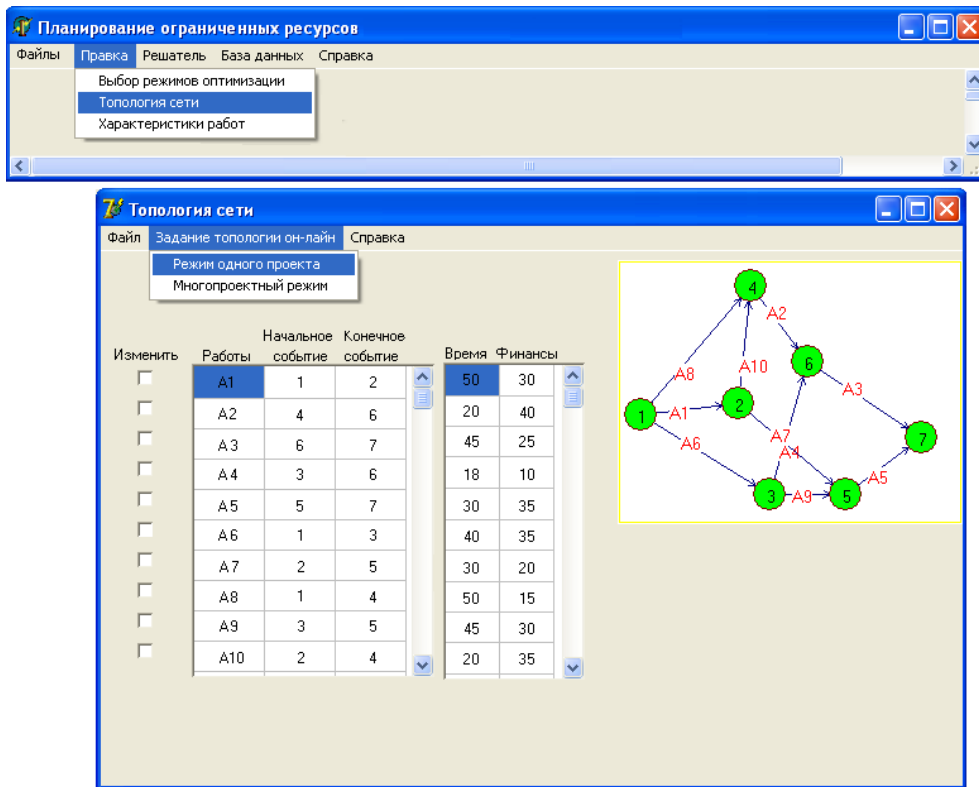 Планирование ограниченных ресурсов
Файлы Правка Решатель База данных Справка
Выбор режимов оптимизации
Топология сети
Характеристики работ
Топология сети
Файл Задание топологии он-лайн Справка
Режим одного проекта
Многопроектный режим
Изменить Работы Начальное событие Конечное событие Время Финансы
A1 1 2 50 30
A2 4 6 20 40
A3 6 7 45 25
A4 3 6 18 10
A5 5 7 30 35
A6 1 3 40 35
A7 2 5 30 20
A8 1 4 50 15
A9 3 5 45 30
A10 2 4 20 35
4
A2
A8
A10
6
A3
1
A1
2
A6
A7
A4
7
A5
3
A9
5